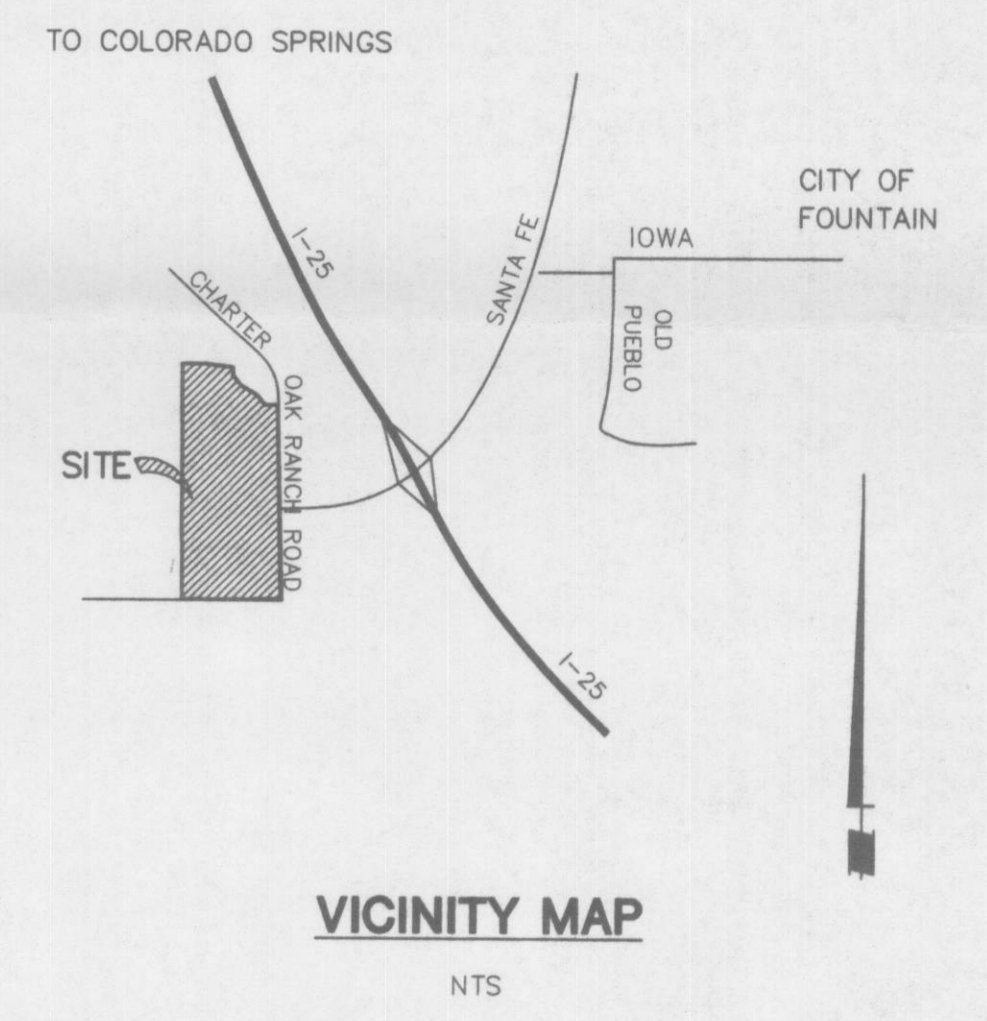 TO COLORADO SPRINGS
CITY OF
FOUNTAIN
I-25
SANTA FE
IOWA
CHARTER
OAK RANCH ROAD
OLD
PUEBLO
SITE
I-25
VICINITY MAP
NTS